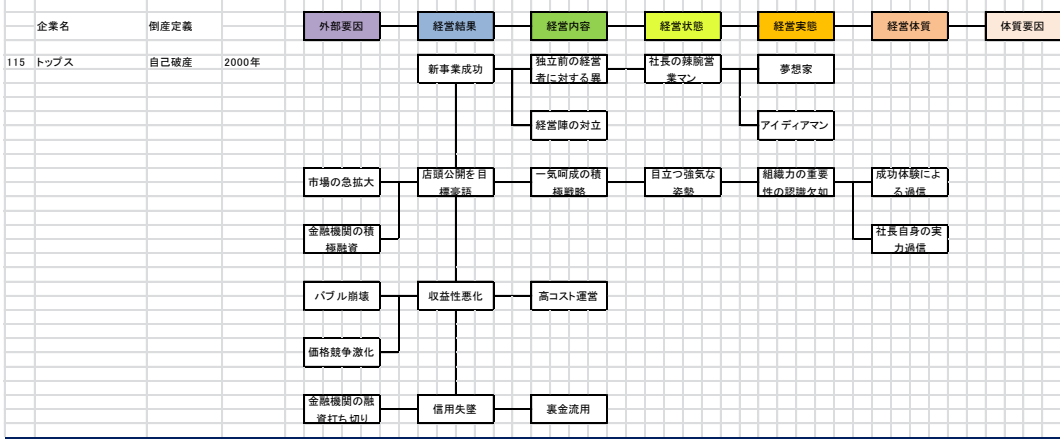 企業名 倒産定義 外部要因 経営結果 経営内容 経営状態 経営実態 経営体質 体質要因
115 トップス 自己破産 2000年
新事業成功
独立前の経営
者に対する異
社長の辣腕営
業マン
夢想家
経営陣の対立
アイディアマン
市場の急拡大
店頭公開を目
標豪語
一気呵成の積
極戦略
目立つ強気な
姿勢
組織力の重要
性の認識欠如
成功体験によ
る過信
金融機関の積
極融資
社長自身の実
力過信
バブル崩壊
収益性悪化
高コスト運営
価格競争激化
金融機関の融
資打ち切り
信用失墜
裏金流用